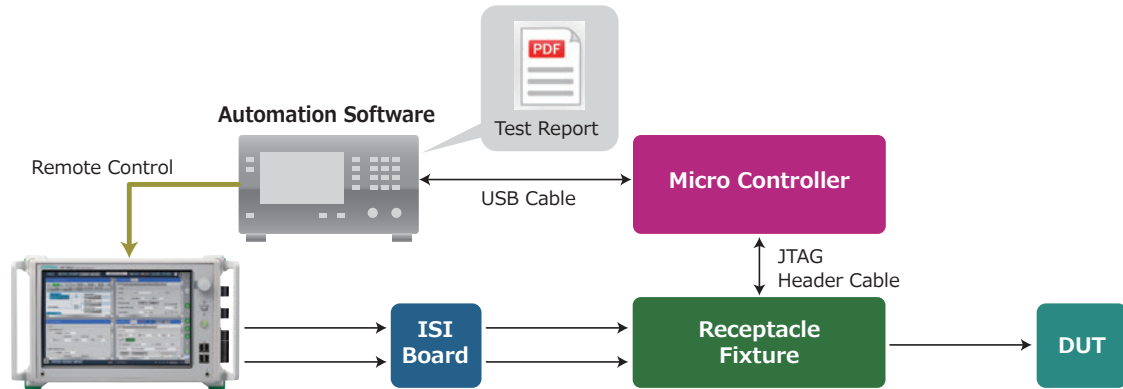 PDF
Test Report
Automation Software
Remote Control
USB Cable
Micro Controller
JTAG
Header Cable
ISI
Board
Receptacle
Fixture
DUT